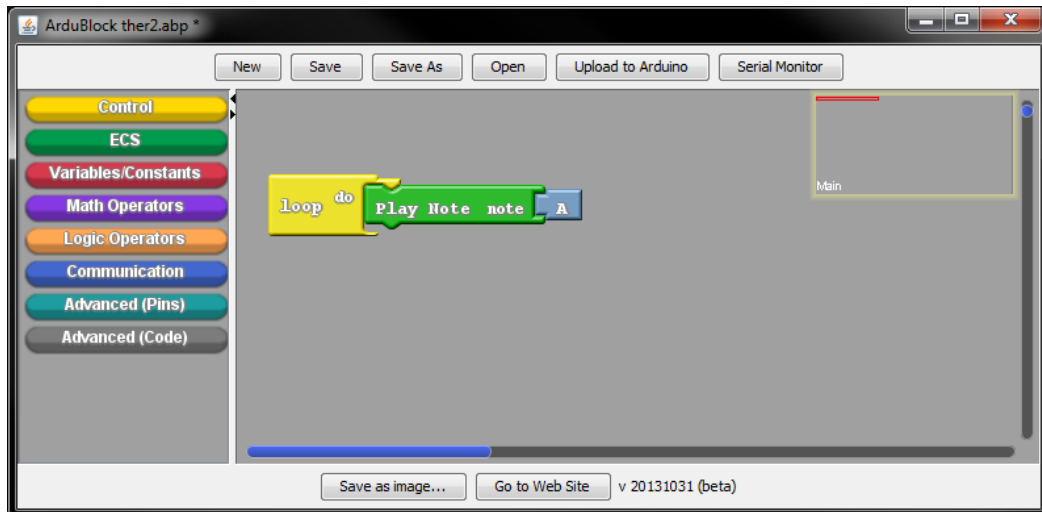 ArduBlock ther2.abp *
New Save Save As Open Upload to Arduino Serial Monitor
Control
ECS
Variables/Constants
Math Operators
Logic Operators
Communication
Advanced (Pins)
Advanced (Code)
loop do Play Note note A
Main
Save as image... Go to Web Site v 20131031 (beta)